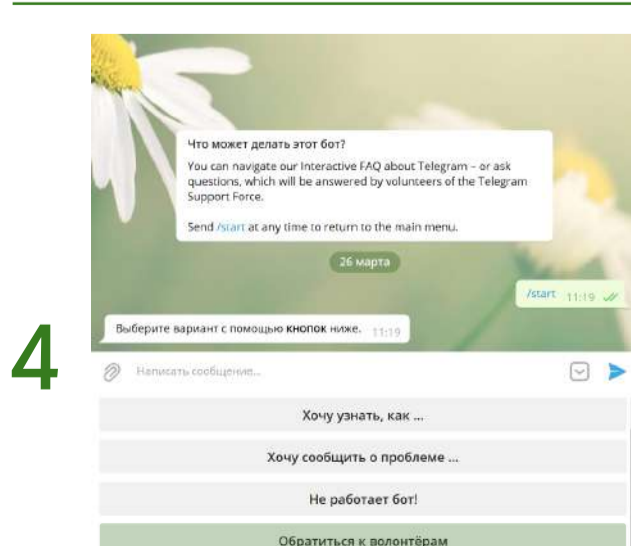 Что может делать этот бот?
You can navigate our Interactive FAQ about Telegram – or ask
questions, which will be answered by volunteers of the Telegram
Support Force.
Send /start at any time to return to the main menu.
26 марта
/start 11:19
Выберите вариант с помощью кнопок ниже. 11:19
4
Написать сообщение...
Хочу узнать, как ...
Хочу сообщить о проблеме ...
Не работает бот!
Обратиться к волонтёрам